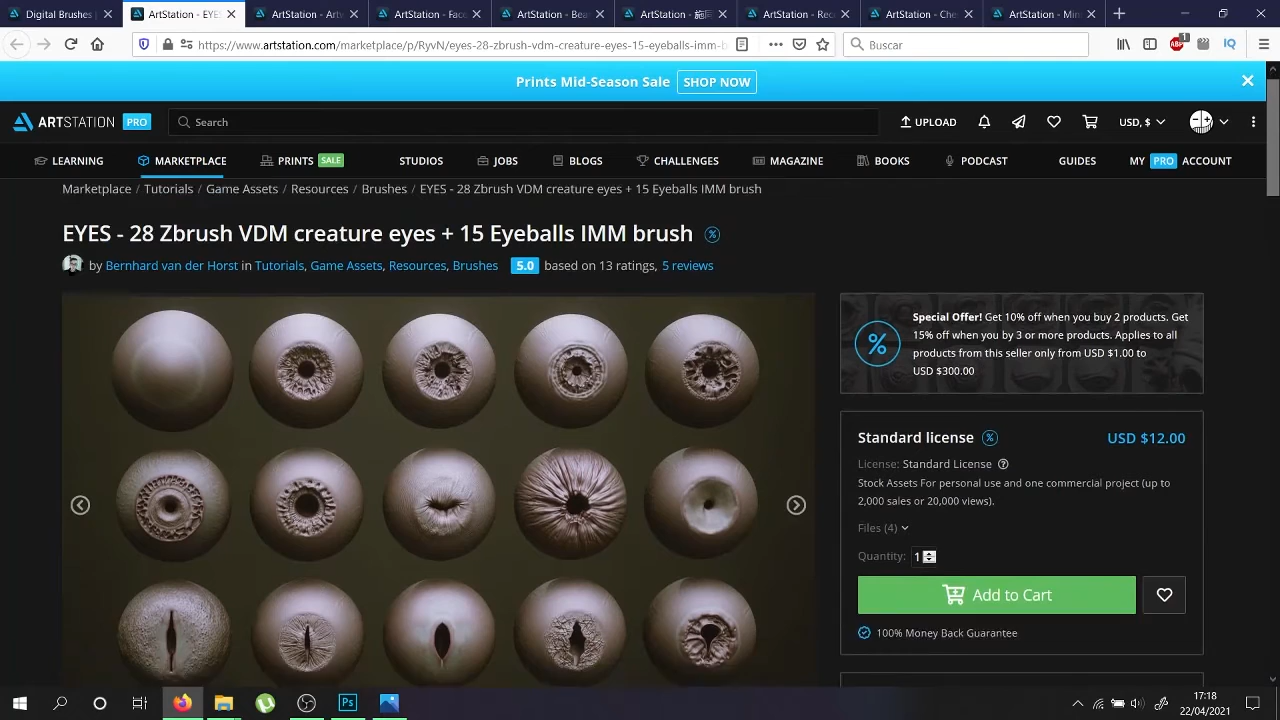 Digital Brushes
ArtStation - EYE
ArtStation - Artw
ArtStation - Face
ArtStation - Bea
ArtStation -
ArtStation - Re
ArtStation - Che
ArtStation - Mi
https://www.artstation.com/marketplace/p/RyvN/eyes-28-zbrush-vdm-creature-eyes-15-eyeballs-imm-b
Buscar
ABP
1
IQ
Prints Mid-Season Sale SHOP NOW
ARTSTATION PRO
Search
UPLOAD
USD, $
LEARNING
MARKETPLACE
PRINTS SALE
STUDIOS
JOBS
BLOGS
CHALLENGES
MAGAZINE
BOOKS
PODCAST
GUIDES
MY PRO ACCOUNT
Marketplace / Tutorials / Game Assets / Resources / Brushes / EYES - 28 Zbrush VDM creature eyes + 15 Eyeballs IMM brush
EYES - 28 Zbrush VDM creature eyes + 15 Eyeballs IMM brush %
by Bernhard van der Horst in Tutorials, Game Assets, Resources, Brushes 5.0 based on 13 ratings, 5 reviews
%
Special Offer! Get 10% off when you buy 2 products. Get
15% off when you by 3 or more products. Applies to all
products from this seller only from USD $1.00 to
USD $300.00
Standard license % USD $12.00
License: Standard License ?
Stock Assets For personal use and one commercial project (up to
2,000 sales or 20,000 views).
Files (4)
Quantity: 1
Add to Cart
100% Money Back Guarantee
Ps
17:18
22/04/2021